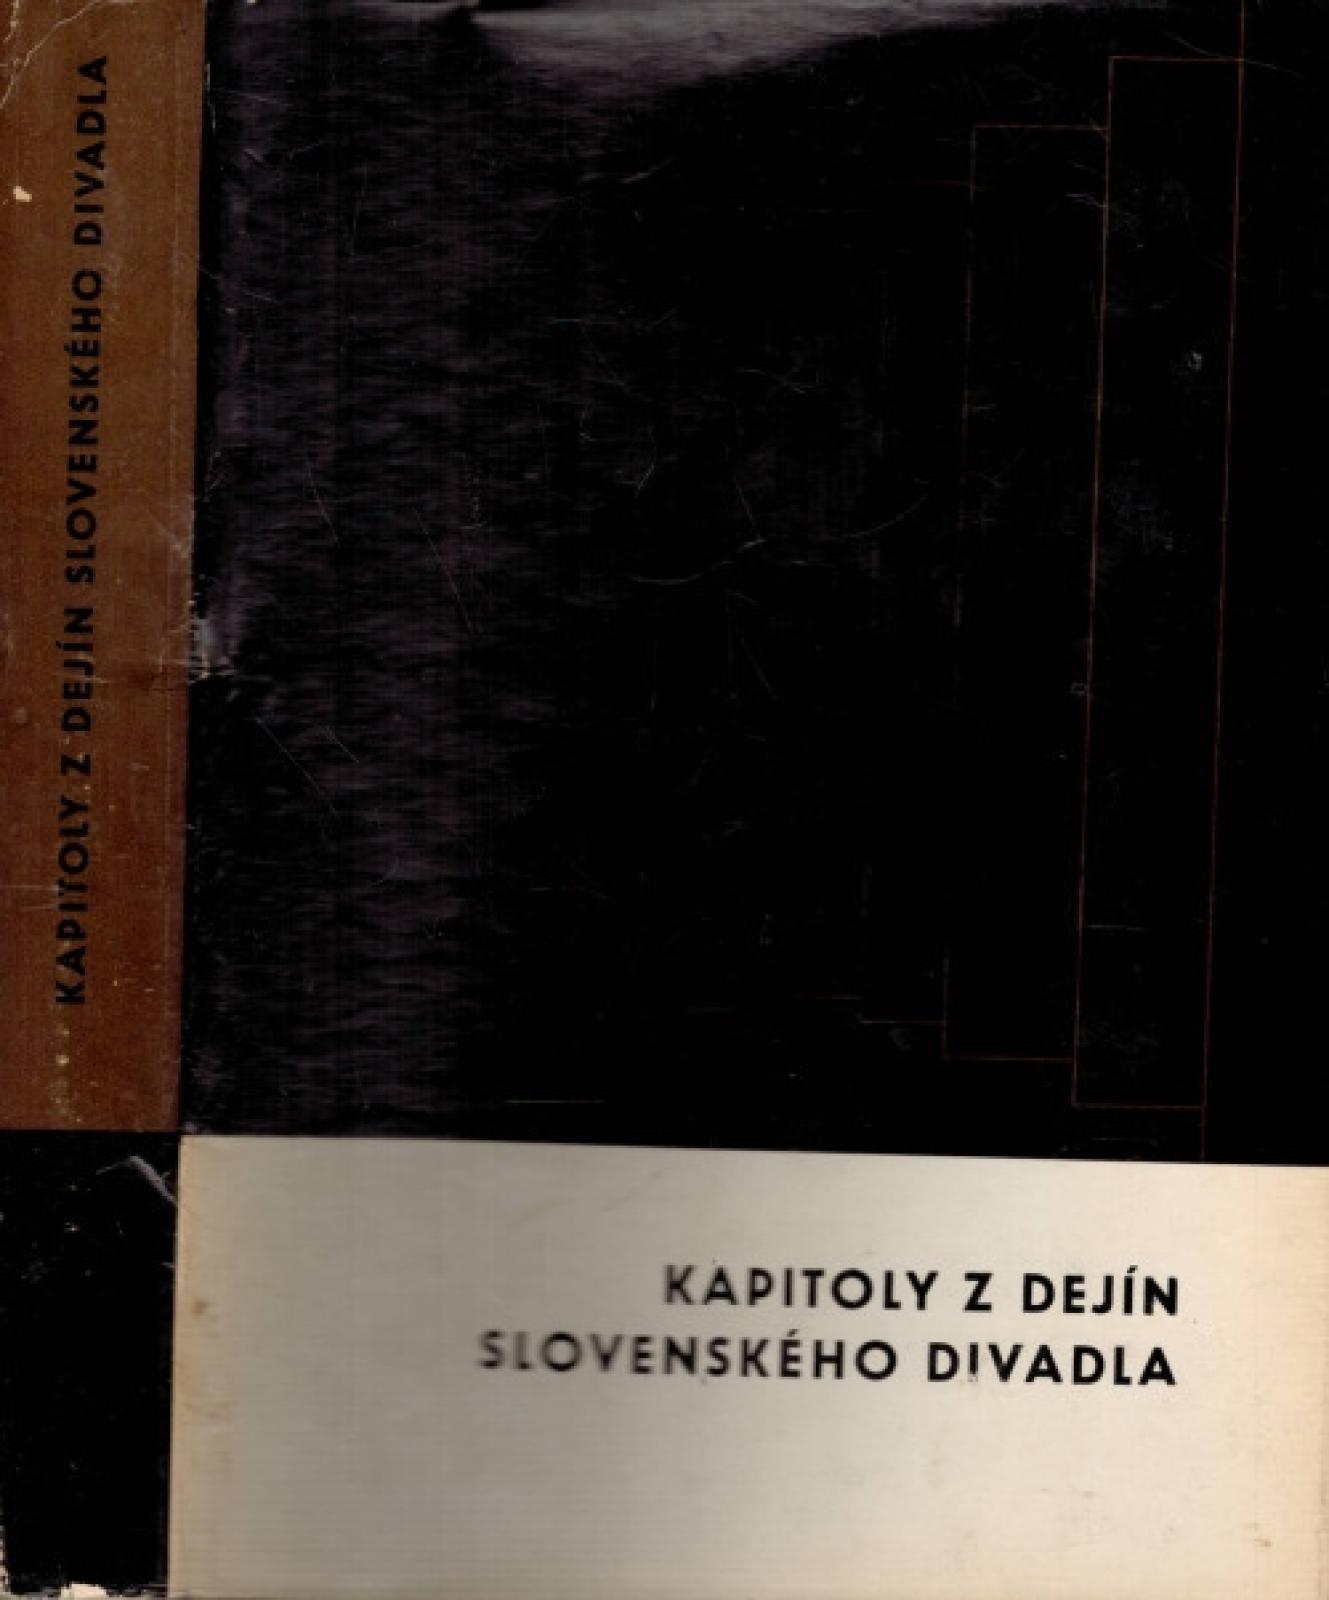 KAPITOLY Z DEJÍN SLOVENSKÉHO DIVADLA
KAPITOLY Z DEJÍN
SLOVENSKÉHO DIVADLA